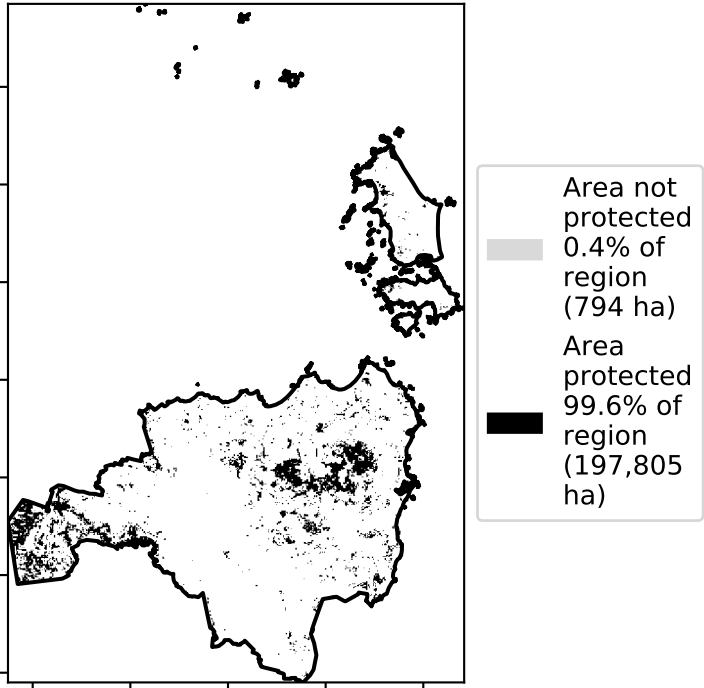 Area not
protected
0.4% of
region
(794 ha)
Area
protected
99.6% of
region
(197,805
ha)